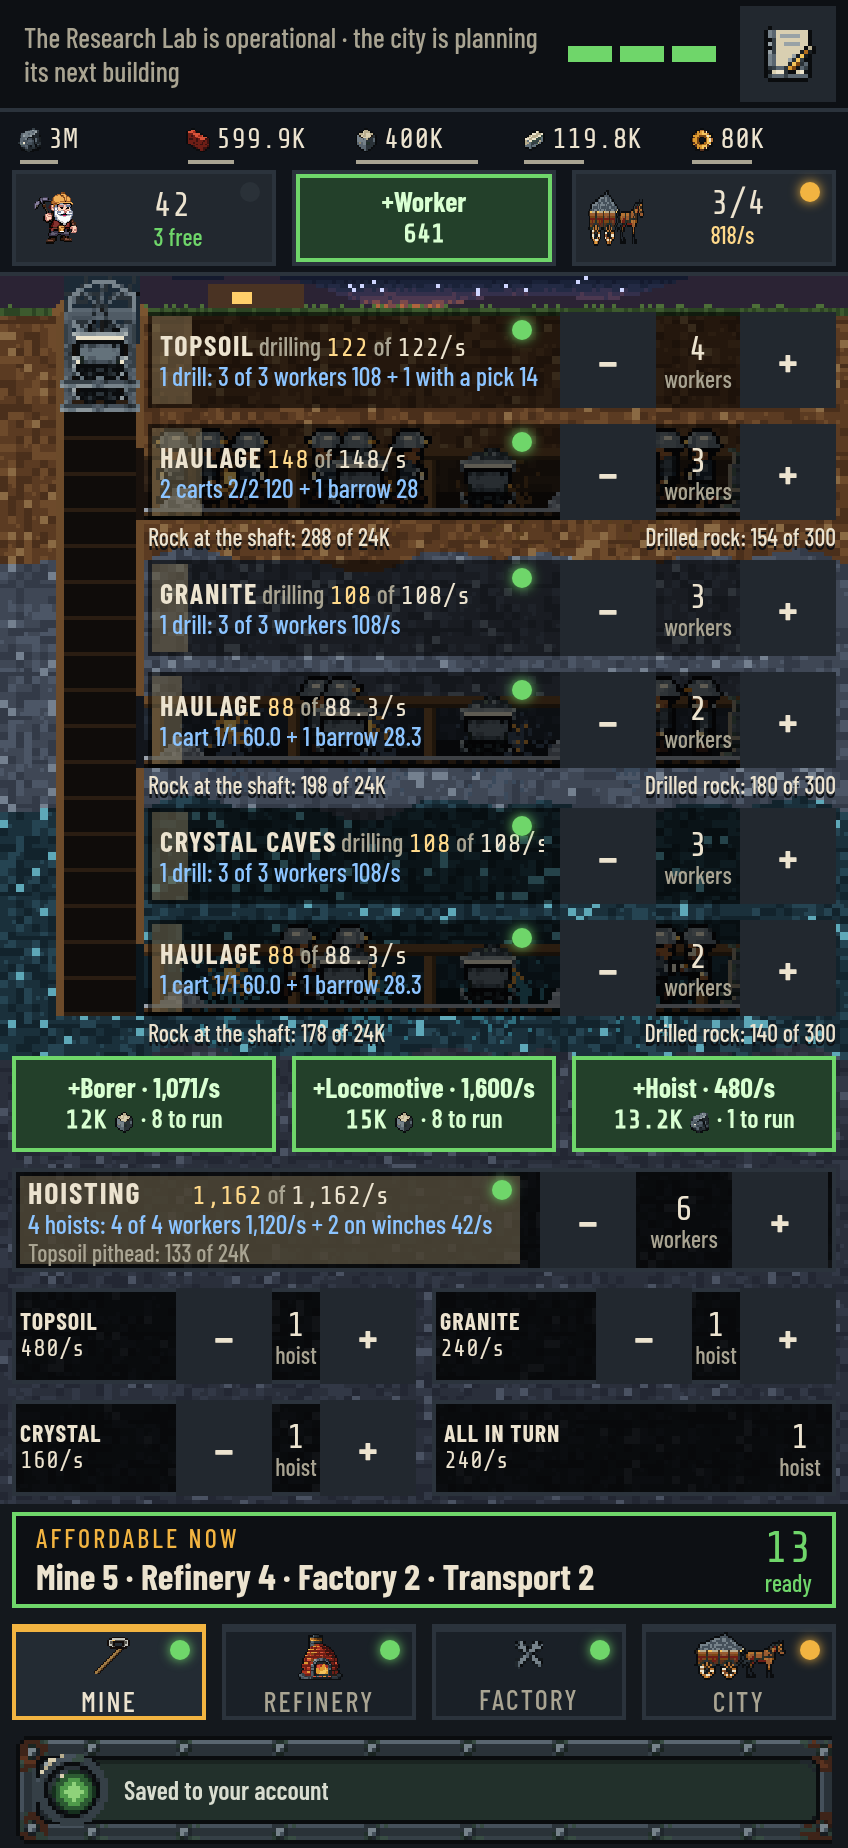 The Research Lab is operational · the city is planning
its next building
3M
599.9K
400K
119.8K
80K
42
3 free
+Worker
641
3/4
818/s
TOPSOIL drilling 122 of 122/s
1 drill: 3 of 3 workers 108 + 1 with a pick 14
−
4
workers
+
HAULAGE 148 of 148/s
2 carts 2/2 120 + 1 barrow 28
−
3
workers
+
Rock at the shaft: 288 of 24K
Drilled rock: 154 of 300
GRANITE drilling 108 of 108/s
1 drill: 3 of 3 workers 108/s
−
3
workers
+
HAULAGE 88 of 88.3/s
1 cart 1/1 60.0 + 1 barrow 28.3
−
2
workers
+
Rock at the shaft: 198 of 24K
Drilled rock: 180 of 300
CRYSTAL CAVES drilling 108 of 108/s
1 drill: 3 of 3 workers 108/s
−
3
workers
+
HAULAGE 88 of 88.3/s
1 cart 1/1 60.0 + 1 barrow 28.3
−
2
workers
+
Rock at the shaft: 178 of 24K
Drilled rock: 140 of 300
+Borer · 1,071/s
12K · 8 to run
+Locomotive · 1,600/s
15K · 8 to run
+Hoist · 480/s
13.2K · 1 to run
HOISTING 1,162 of 1,162/s
4 hoists: 4 of 4 workers 1,120/s + 2 on winches 42/s
Topsoil pithead: 133 of 24K
−
6
workers
+
TOPSOIL
480/s
−
1
hoist
+
GRANITE
240/s
−
1
hoist
+
CRYSTAL
160/s
−
1
hoist
+
ALL IN TURN
240/s
1
hoist
AFFORDABLE NOW
Mine 5 · Refinery 4 · Factory 2 · Transport 2
13
ready
MINE
REFINERY
FACTORY
CITY
Saved to your account